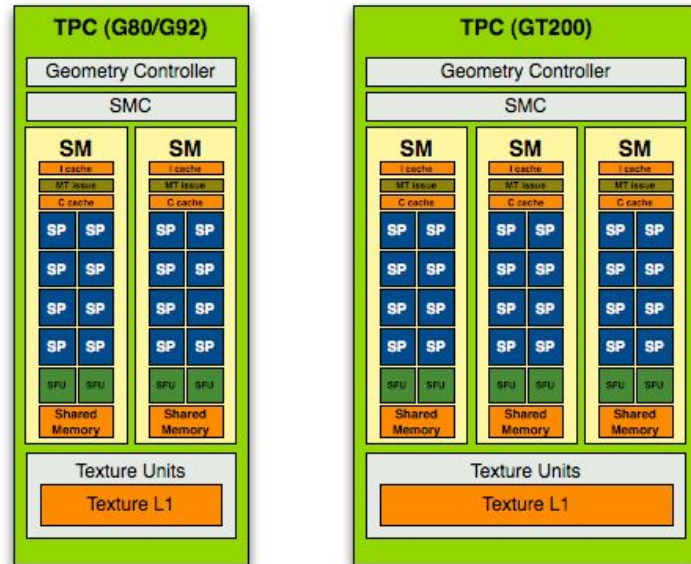 TPC (G80/G92)
Geometry Controller
SMC
SM SM
I cache I cache
MT issue MT issue
C cache C cache
SP SP SP SP
SP SP SP SP
SP SP SP SP
SP SP SP SP
SFU SFU SFU SFU
Shared Memory Shared Memory
Texture Units
Texture L1
TPC (GT200)
Geometry Controller
SMC
SM SM SM
I cache I cache I cache
MT issue MT issue MT issue
C cache C cache C cache
SP SP SP SP SP SP
SP SP SP SP SP SP
SP SP SP SP SP SP
SP SP SP SP SP SP
SFU SFU SFU SFU SFU SFU
Shared Memory Shared Memory Shared Memory
Texture Units
Texture L1